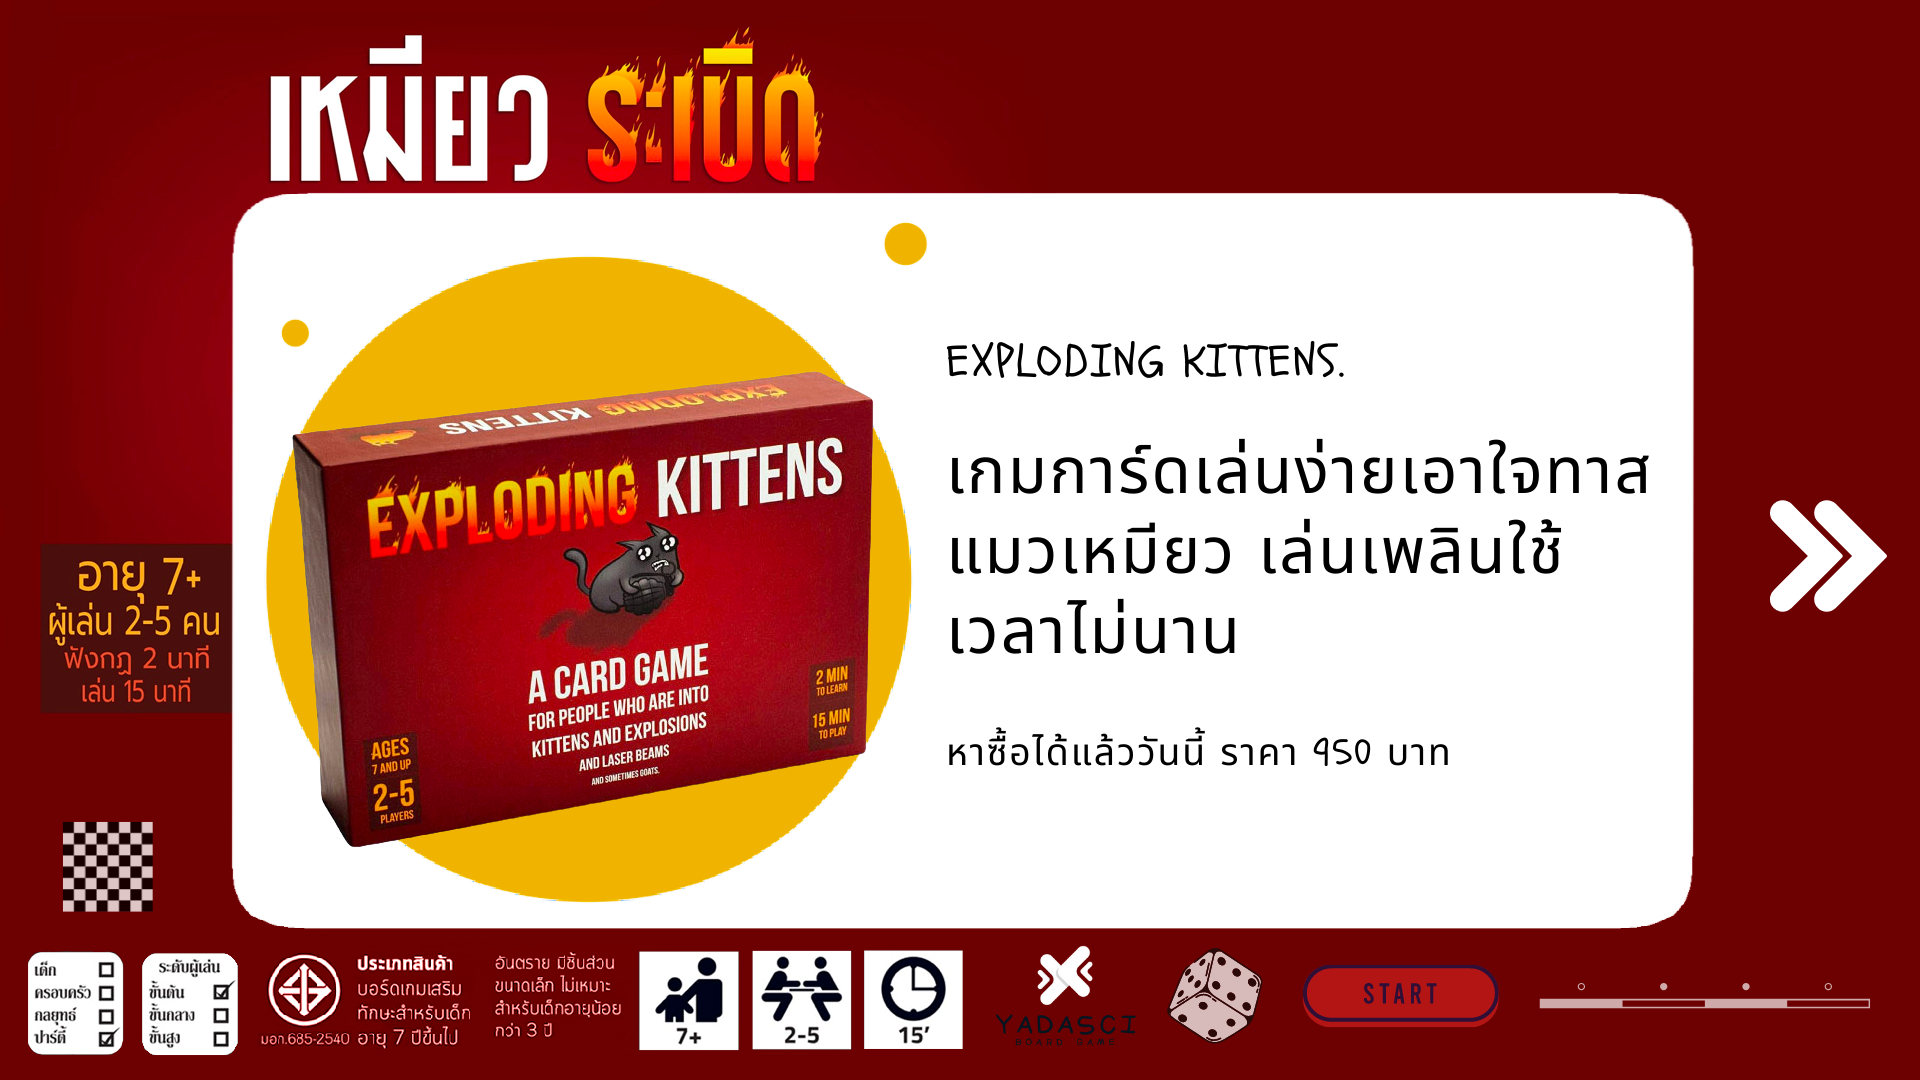 เหมียว ระเบิด
EXPLODING KITTENS
EXPLODING KITTENS
A CARD GAME
FOR PEOPLE WHO ARE INTO
KITTENS AND EXPLOSIONS
AND LASER BEAMS
AND SOMETIMES GOATS.
AGES
7 AND UP
2-5
PLAYERS
2 MIN
TO LEARN
15 MIN
TO PLAY
EXPLODING KITTENS.
เกมการ์ดเล่นง่ายเอาใจทาส
แมวเหมียว เล่นเพลินใช้
เวลาไม่นาน
หาซื้อได้แล้ววันนี้ ราคา 950 บาท
อายุ 7+
ผู้เล่น 2-5 คน
ฟังกฎ 2 นาที
เล่น 15 นาที
เด็ก
ครอบครัว
กลยุทธ์
ปาร์ตี้
ระดับผู้เล่น
ขั้นต้น
ขั้นกลาง
ขั้นสูง
มอก.685-2540
ประเภทสินค้า
บอร์ดเกมเสริม
ทักษะสำหรับเด็ก
อายุ 7 ปีขึ้นไป
อันตราย มีชิ้นส่วน
ขนาดเล็ก ไม่เหมาะ
สำหรับเด็กอายุน้อย
กว่า 3 ปี
7+
2-5
15′
YADASCI
BOARD GAME
START